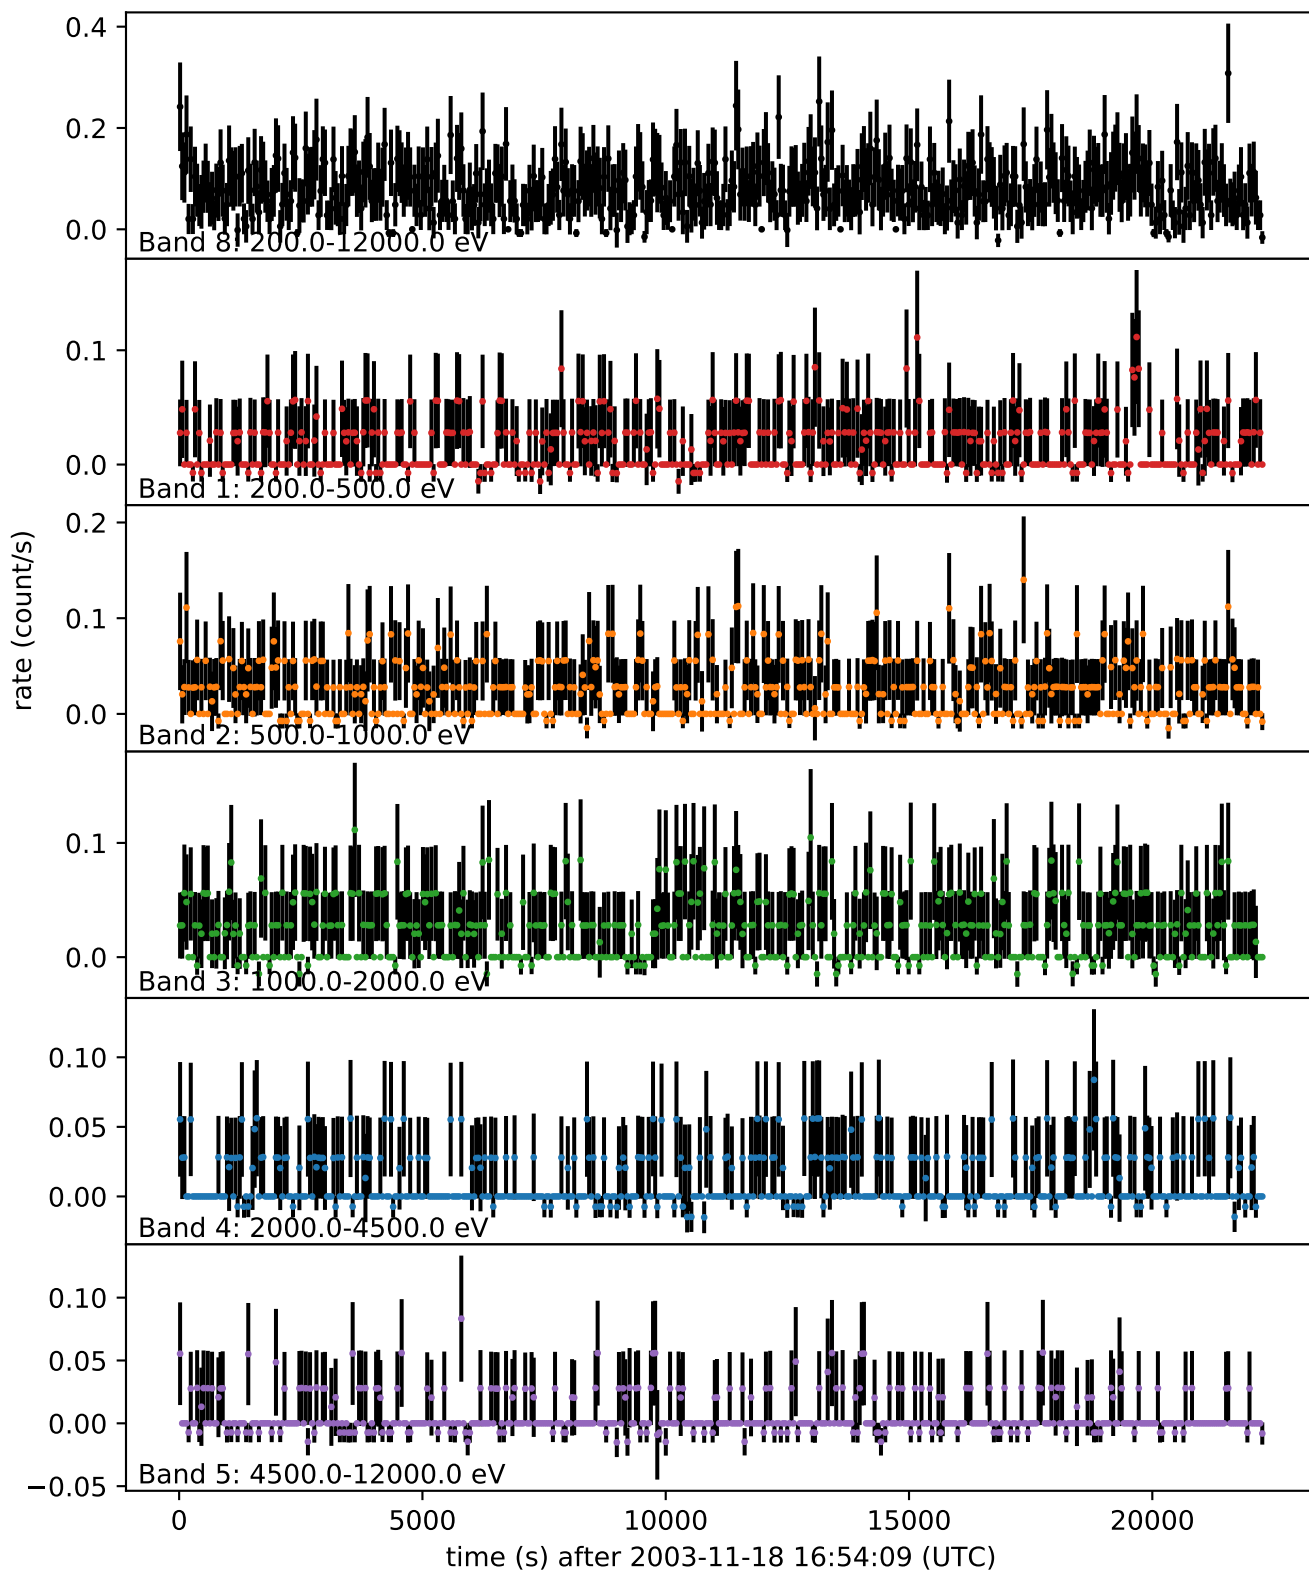 0.4
0.2
0.0
Band 8: 200.0-12000.0 eV
0.1
0.0
Band 1: 200.0-500.0 eV
0.2
0.1
0.0
Band 2: 500.0-1000.0 eV
rate (count/s)
0.1
0.0
Band 3: 1000.0-2000.0 eV
0.10
0.05
0.00
Band 4: 2000.0-4500.0 eV
0.10
0.05
0.00
−0.05
Band 5: 4500.0-12000.0 eV
0 5000 10000 15000 20000
time (s) after 2003-11-18 16:54:09 (UTC)